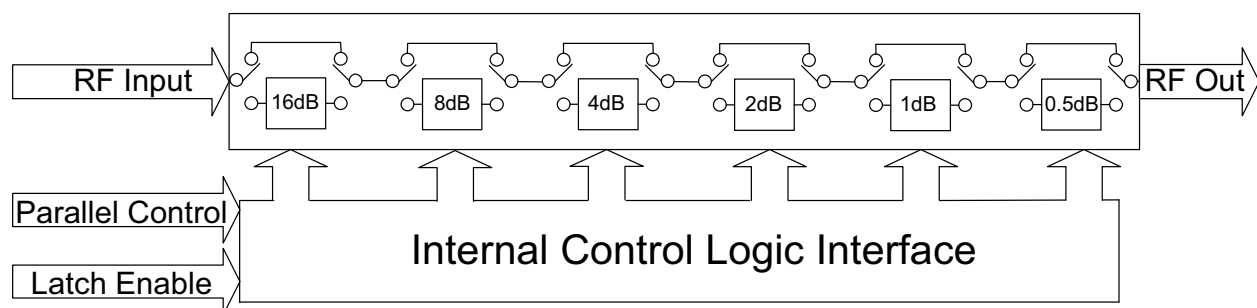 RF Input
16dB
8dB
4dB
2dB
1dB
0.5dB
RF Out
Parallel Control
Internal Control Logic Interface
Latch Enable